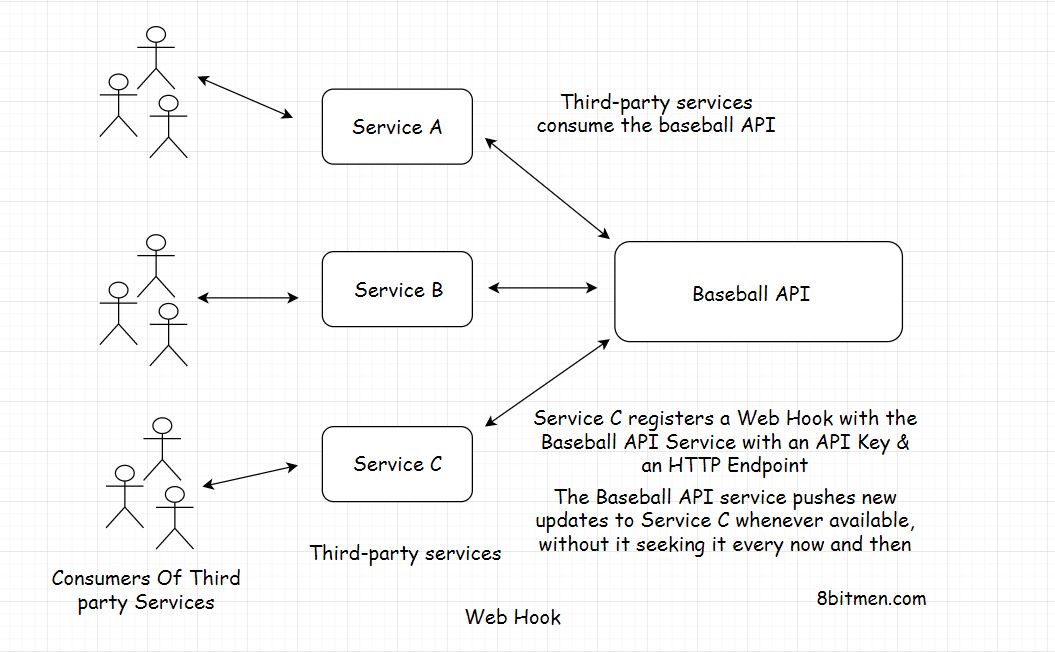 Service A
Third-party services
consume the baseball API
Service B
Baseball API
Service C
Service C registers a Web Hook with the
Baseball API Service with an API Key &
an HTTP Endpoint
The Baseball API service pushes new
updates to Service C whenever available,
without it seeking it every now and then
Third-party services
Consumers Of Third
party Services
8bitmen.com
Web Hook